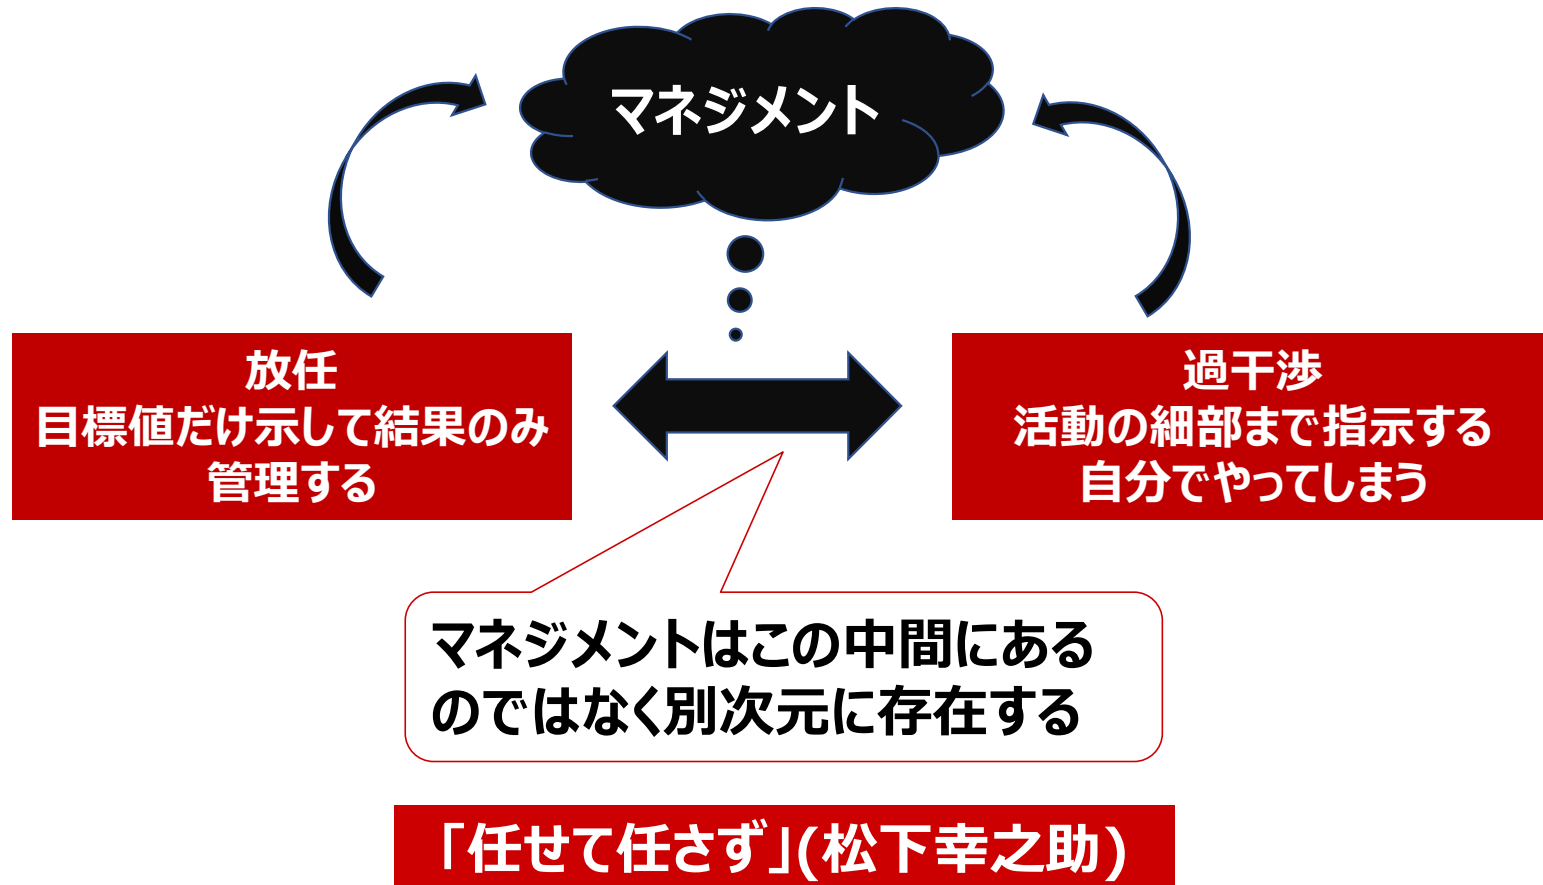 マネジメント
放任
目標値だけ示して結果のみ
管理する
過干渉
活動の細部まで指示する
自分でやってしまう
マネジメントはこの中間にある
のではなく別次元に存在する
「任せて任さず」(松下幸之助)